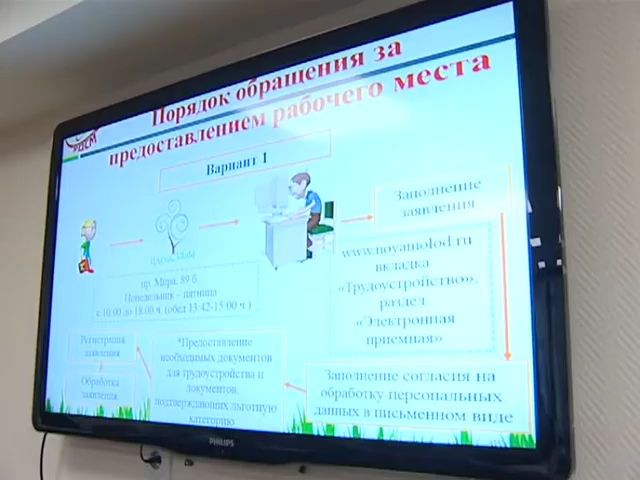 Порядок обращения за
предоставлением рабочего места
РДСМ
Вариант 1
Заполнение
заявления
www.noyamolod.ru
вкладка
«Трудоустройство»,
раздел
«Электронная
приемная»
пр. Мира, 89 б
Понедельник – пятница
с 10:00 до 18:00 ч. (обед 13:42-15:00 ч.)
Регистрация
заявления
Обработка
заявления
*Предоставление
необходимых документов
для трудоустройства и
документов,
подтверждающих льготную
категорию
Заполнение согласия на
обработку персональных
данных в письменном виде
PHILIPS